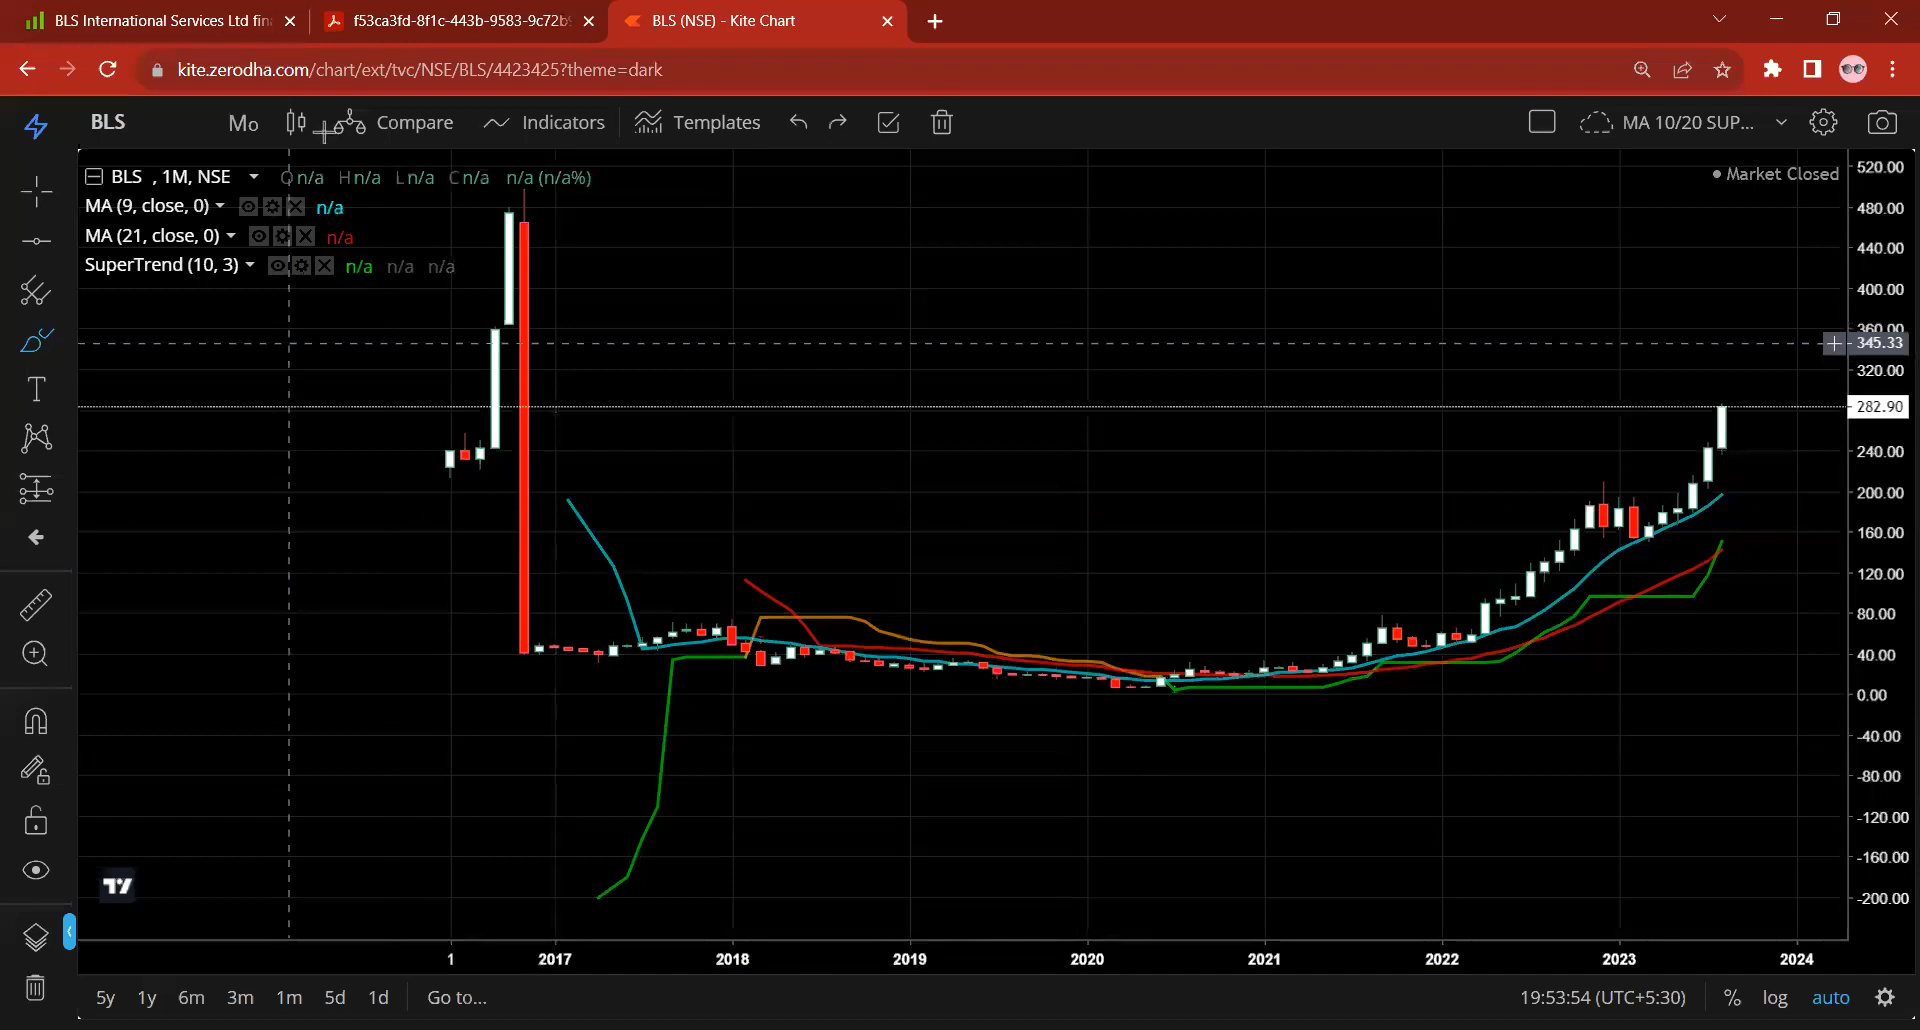 BLS International Services Ltd fin
f53ca3fd-8f1c-443b-9583-9c72b
BLS (NSE) - Kite Chart
kite.zerodha.com/chart/ext/tvc/NSE/BLS/4423425?theme=dark
BLS Mo Compare Indicators Templates MA 10/20 SUP...
BLS , 1M, NSE O n/a H n/a L n/a C n/a n/a (n/a%)
Market Closed
MA (9, close, 0) n/a
MA (21, close, 0) n/a
SuperTrend (10, 3) n/a n/a n/a
520.00
480.00
440.00
400.00
360.00
345.33
320.00
282.90
240.00
200.00
160.00
120.00
80.00
40.00
0.00
-40.00
-80.00
-120.00
-160.00
-200.00
1 2017 2018 2019 2020 2021 2022 2023 2024
5y 1y 6m 3m 1m 5d 1d Go to... 19:53:54 (UTC+5:30) % log auto